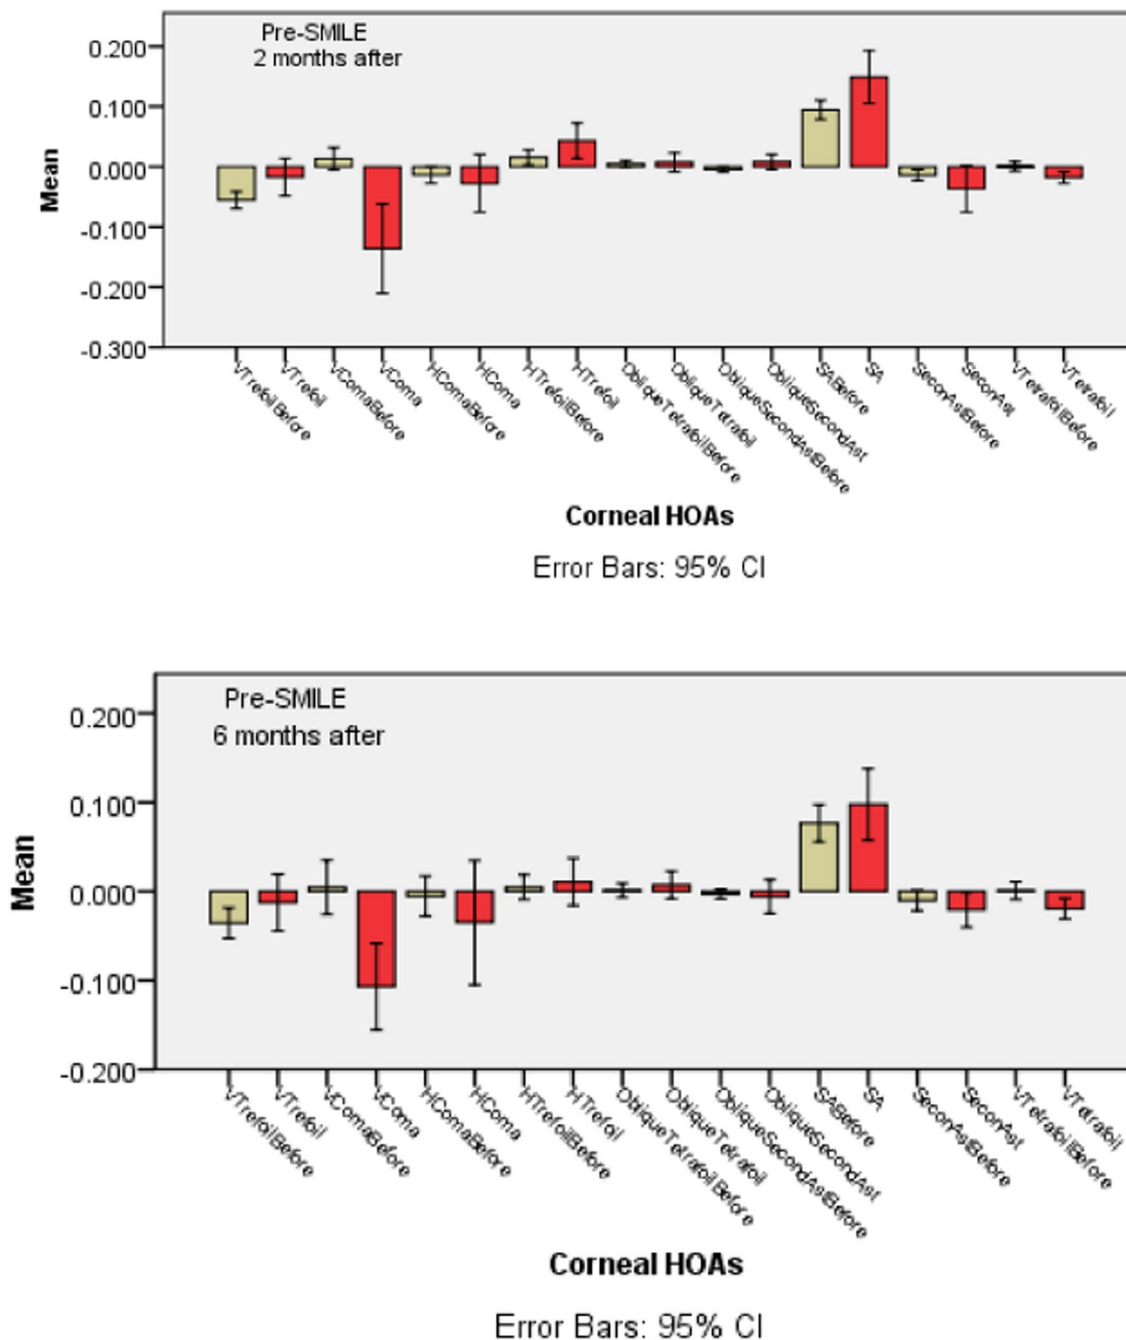 Pre-SMILE
2 months after
0.200
0.100
0.000
-0.100
-0.200
-0.300
Mean
VTrefoilBefore
VTrefoil
VComaBefore
VComa
HComaBefore
HComa
HTrefoilBefore
HTrefoil
ObliqueTetrafoilBefore
ObliqueTetrafoil
ObliqueSecondAstBefore
ObliqueSecondAst
SABefore
SA
SeconAstBefore
SeconAst
VTetrafoilBefore
VTetrafoil
Corneal HOAs
Error Bars: 95% CI
Pre-SMILE
6 months after
0.200
0.100
0.000
-0.100
-0.200
Mean
VTrefoilBefore
VTrefoil
VComaBefore
VComa
HComaBefore
HComa
HTrefoilBefore
HTrefoil
ObliqueTetrafoilBefore
ObliqueTetrafoil
ObliqueSecondAstBefore
ObliqueSecondAst
SABefore
SA
SeconAstBefore
SeconAst
VTetrafoilBefore
VTetrafoil
Corneal HOAs
Error Bars: 95% CI